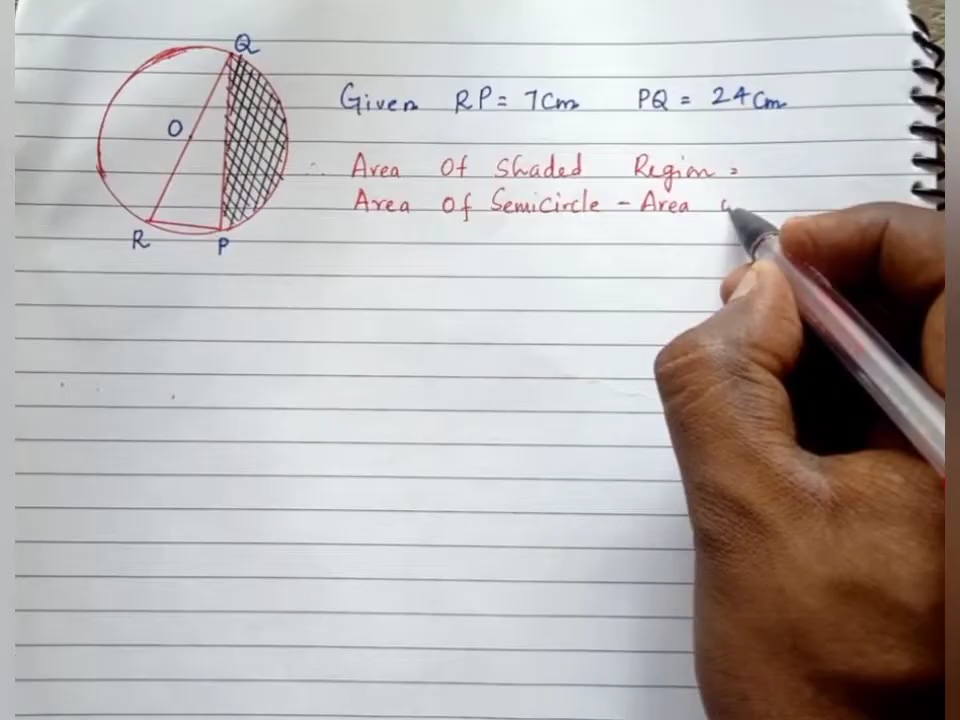 Q
O
R
P
Given RP = 7cm PQ = 24cm
∴ Area Of Shaded Region =
Area Of Semicircle - Area